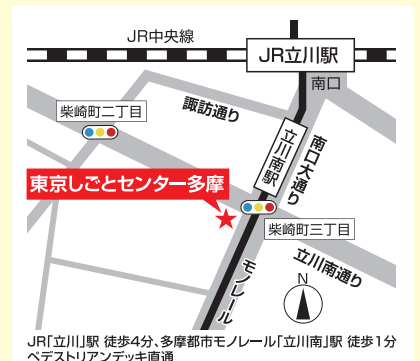 JR中央線
JR立川駅
南口
柴崎町二丁目
諏訪通り
立川南駅
南口大通り
東京しごとセンター多摩
柴崎町三丁目
立川南通り
モノレール
N
JR「立川」駅 徒歩4分、多摩都市モノレール「立川南」駅 徒歩1分
ペデストリアンデッキ直通